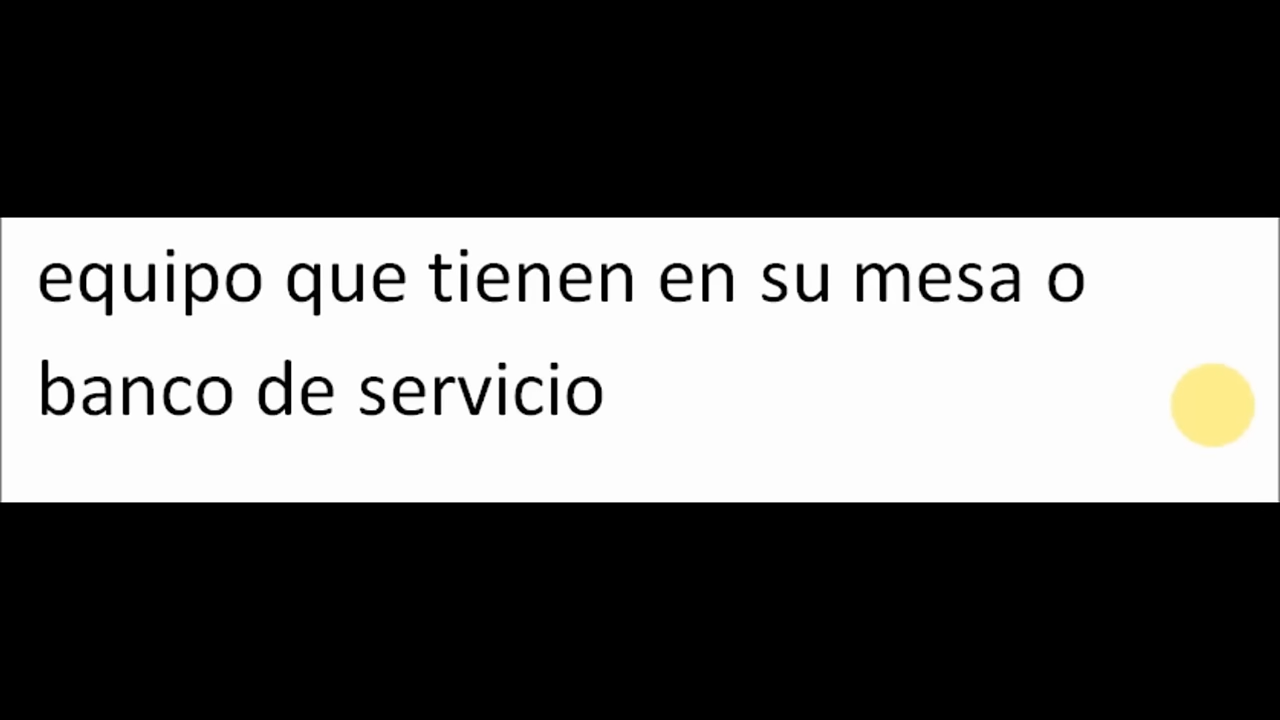 equipo que tienen en su mesa o
banco de servicio